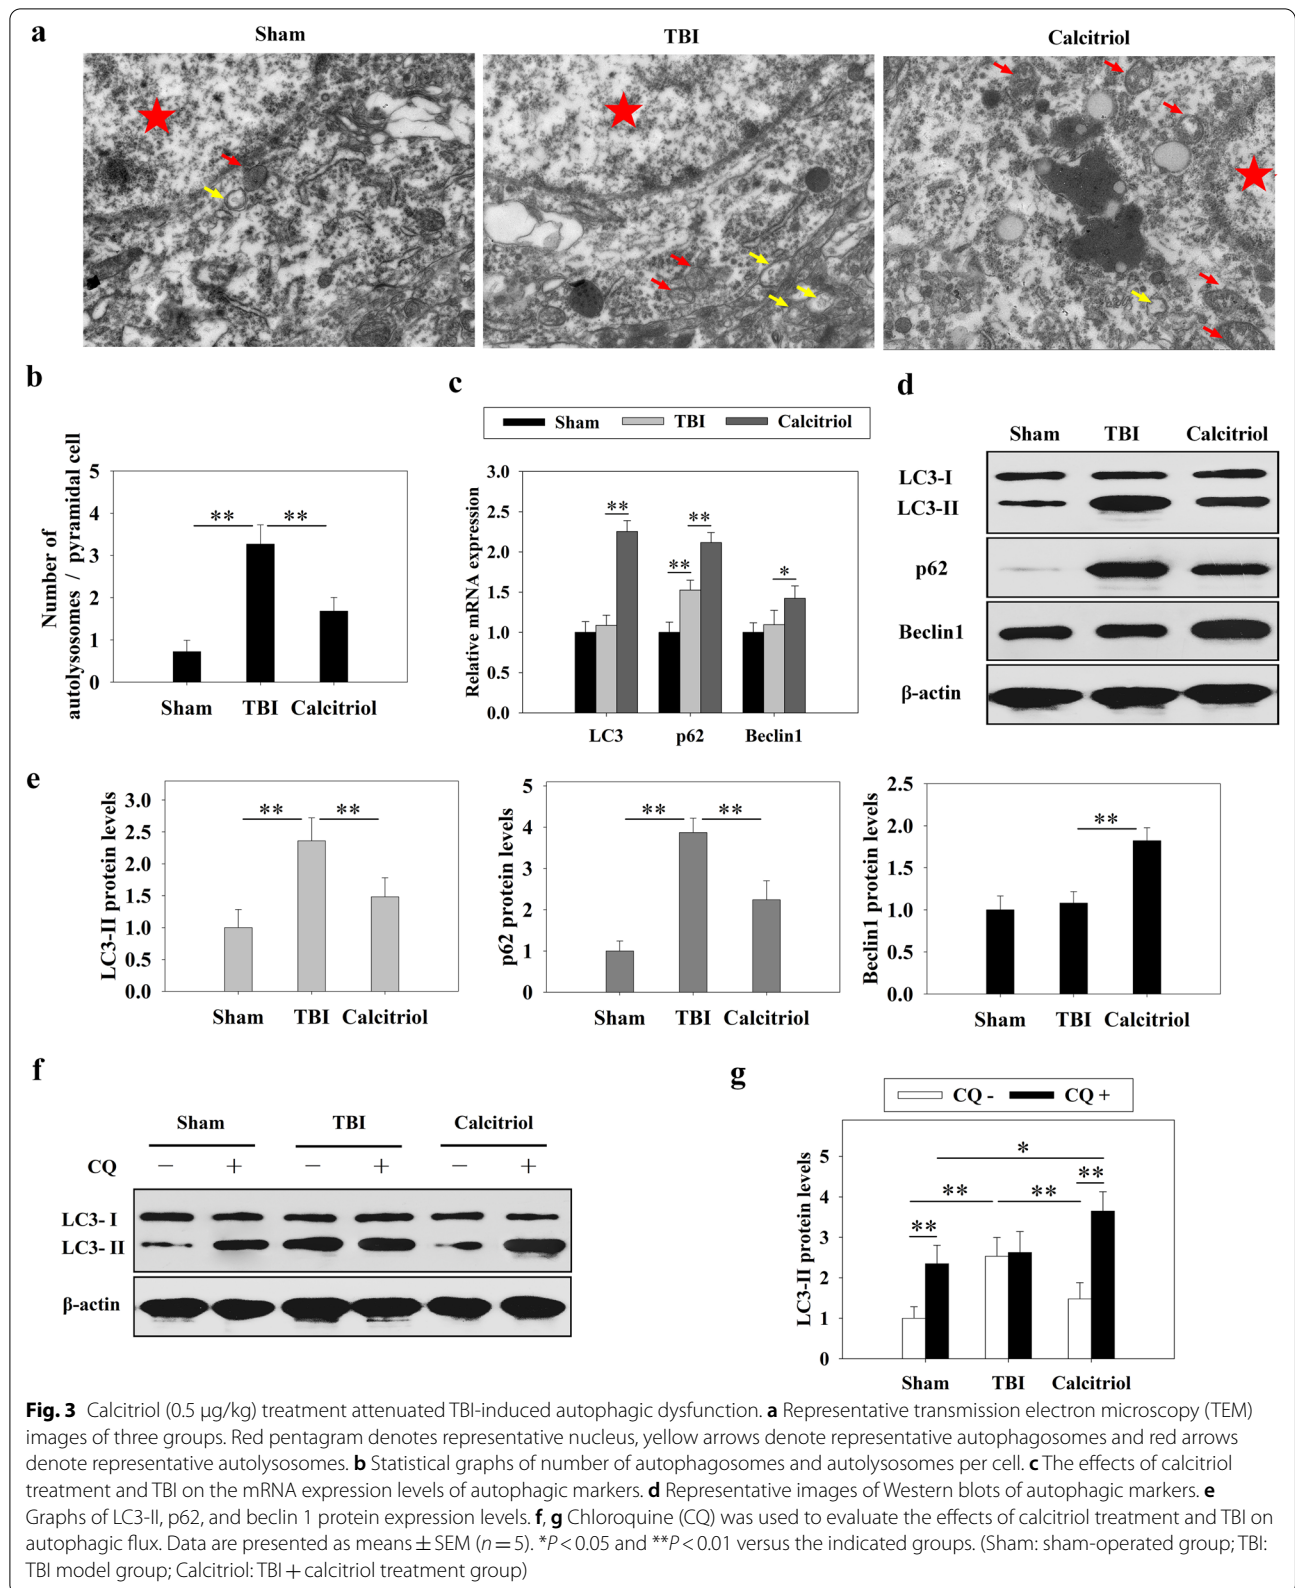 a
Sham
TBI
Calcitriol
b
Number of
autolysosomes / pyramidal cell
5
4
3
2
1
0
**
**
Sham TBI Calcitriol
c
Sham TBI Calcitriol
Relative mRNA expression
3.0
2.5
2.0
1.5
1.0
0.5
0.0
**
**
**
*
LC3 p62 Beclin1
d
Sham TBI Calcitriol
LC3-I
LC3-II
p62
Beclin1
β-actin
e
LC3-II protein levels
3.0
2.5
2.0
1.5
1.0
0.5
0.0
** **
Sham TBI Calcitriol
p62 protein levels
5
4
3
2
1
0
** **
Sham TBI Calcitriol
Beclin1 protein levels
2.5
2.0
1.5
1.0
0.5
0.0
**
Sham TBI Calcitriol
f
Sham TBI Calcitriol
CQ − + − + − +
LC3- I
LC3- II
β-actin
g
CQ - CQ +
LC3-II protein levels
5
4
3
2
1
0
*
** ** **
**
Sham TBI Calcitriol
Fig. 3 Calcitriol (0.5 μg/kg) treatment attenuated TBI-induced autophagic dysfunction. a Representative transmission electron microscopy (TEM)
images of three groups. Red pentagram denotes representative nucleus, yellow arrows denote representative autophagosomes and red arrows
denote representative autolysosomes. b Statistical graphs of number of autophagosomes and autolysosomes per cell. c The effects of calcitriol
treatment and TBI on the mRNA expression levels of autophagic markers. d Representative images of Western blots of autophagic markers. e
Graphs of LC3-II, p62, and beclin 1 protein expression levels. f, g Chloroquine (CQ) was used to evaluate the effects of calcitriol treatment and TBI on
autophagic flux. Data are presented as means ± SEM (n = 5). *P < 0.05 and **P < 0.01 versus the indicated groups. (Sham: sham-operated group; TBI:
TBI model group; Calcitriol: TBI + calcitriol treatment group)